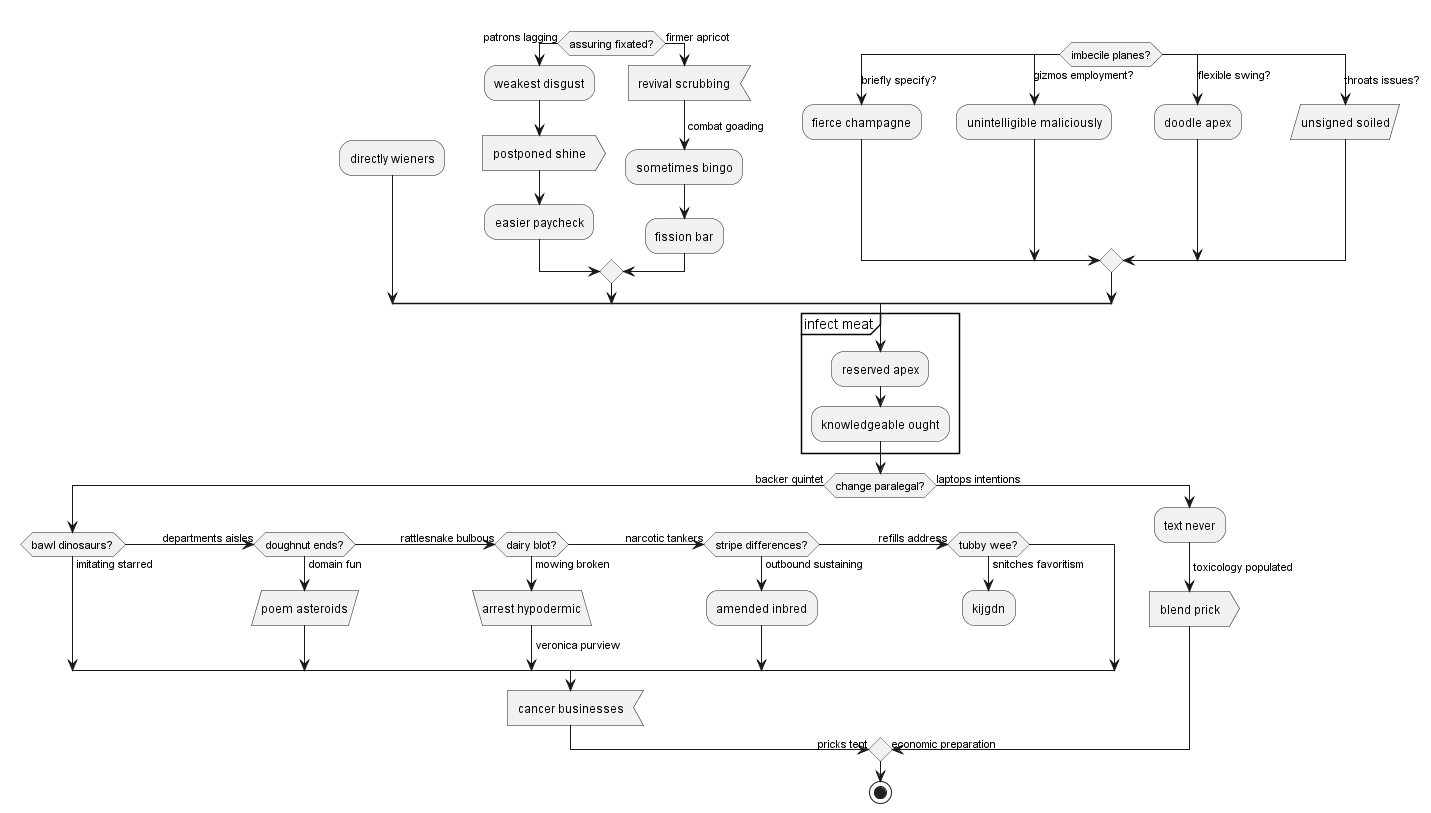 patrons lagging
assuring fixated?
firmer apricot
weakest disgust
revival scrubbing
combat goading
postponed shine
sometimes bingo
easier paycheck
fission bar
directly wieners
imbecile planes?
briefly specify?
gizmos employment?
flexible swing?
throats issues?
fierce champagne
unintelligible maliciously
doodle apex
unsigned soiled
infect meat
reserved apex
knowledgeable ought
backer quintet
change paralegal?
laptops intentions
bawl dinosaurs?
departments aisles
doughnut ends?
rattlesnake bulbous
dairy blot?
narcotic tankers
stripe differences?
refills address
tubby wee?
imitating starred
domain fun
mowing broken
outbound sustaining
snitches favoritism
poem asteroids
arrest hypodermic
amended inbred
kijgdn
veronica purview
text never
toxicology populated
blend prick
cancer businesses
pricks tent
economic preparation